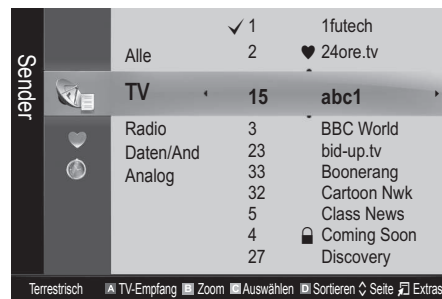 Sender
✓ 1 1futech
Alle 2 ♥ 24ore.tv
TV 15 abc1
Radio 3 BBC World
Daten/And 23 bid-up.tv
Analog 33 Boonerang
32 Cartoon Nwk
5 Class News
4 Coming Soon
27 Discovery
Terrestrisch A TV-Empfang B Zoom C Auswählen D Sortieren Seite Extras